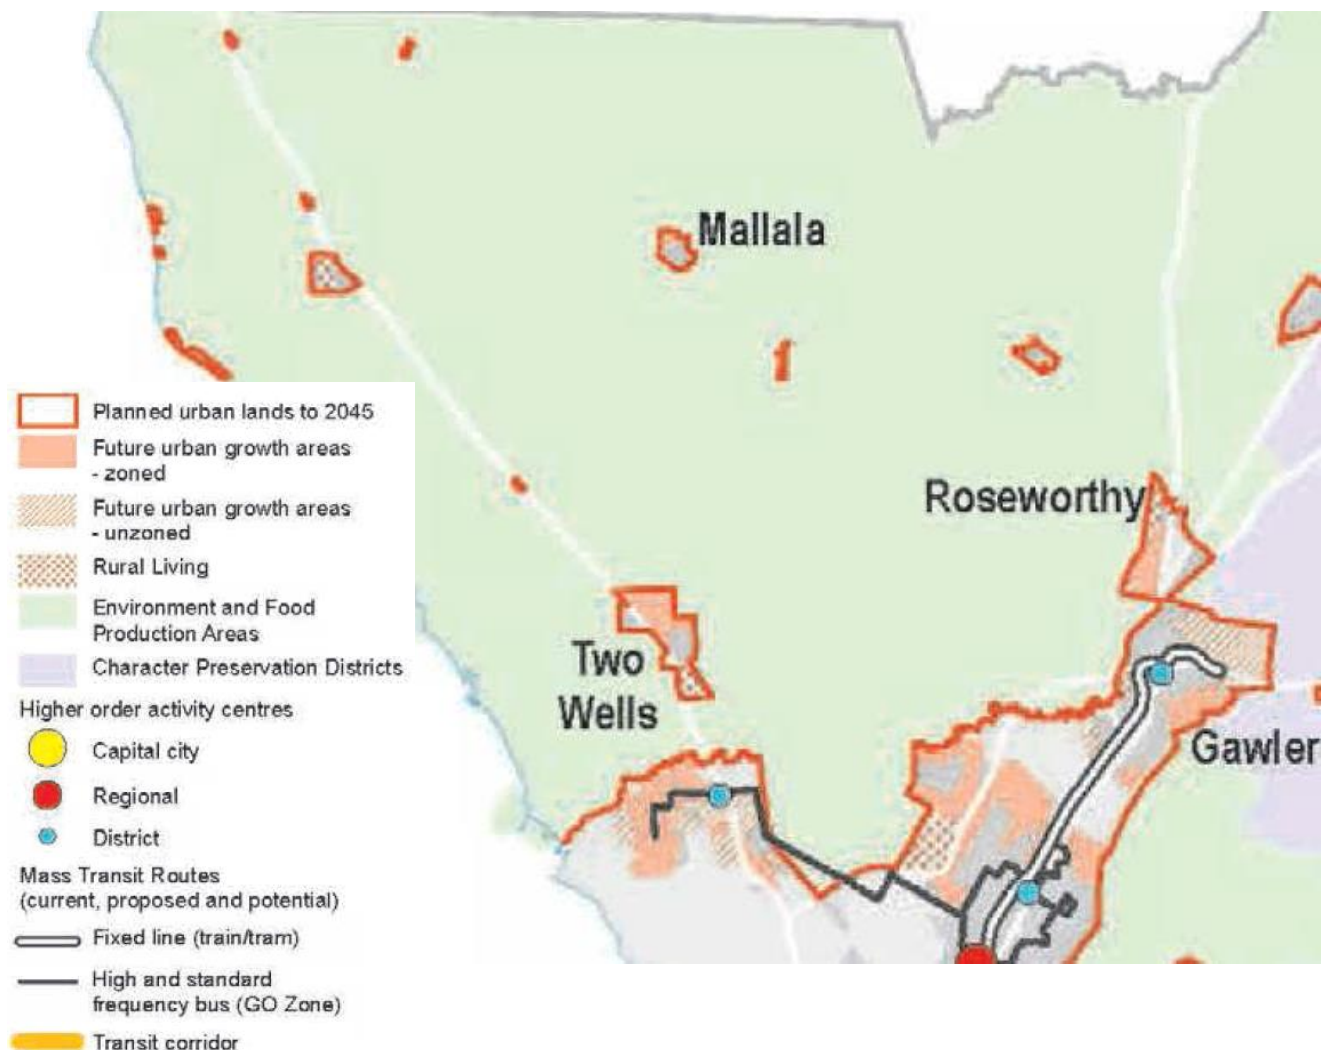 Mallala
Roseworthy
Two
Wells
Gawler
Planned urban lands to 2045
Future urban growth areas
- zoned
Future urban growth areas
- unzoned
Rural Living
Environment and Food
Production Areas
Character Preservation Districts
Higher order activity centres
Capital city
Regional
District
Mass Transit Routes
(current, proposed and potential)
Fixed line (train/tram)
High and standard
frequency bus (GO Zone)
Transit corridor